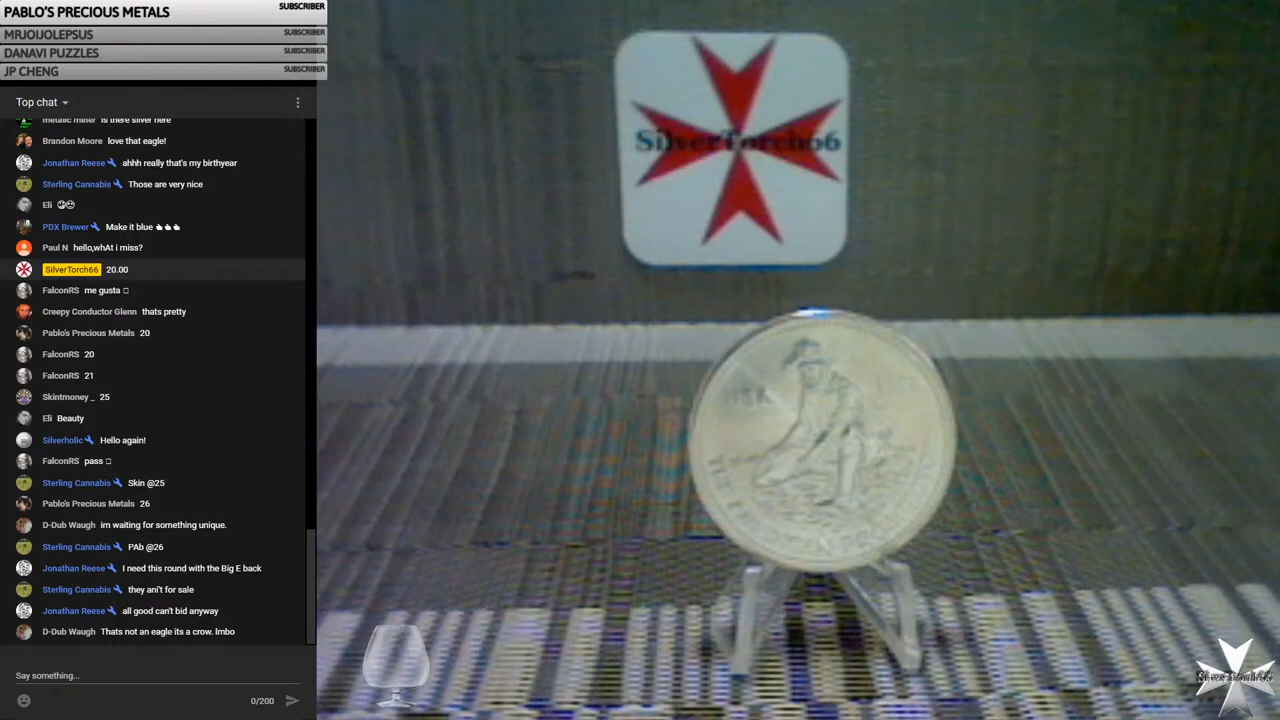 PABLO'S PRECIOUS METALS SUBSCRIBER
MRJOIJOLEPSUS SUBSCRIBER
DANAVI PUZZLES SUBSCRIBER
JP CHENG SUBSCRIBER
Top chat
metallic miner is there silver here
Brandon Moore love that eagle!
Jonathan Reese ahhh really that's my birthyear
Sterling Cannabis Those are very nice
Eli
PDX Brewer Make it blue
Paul N hello,whAt i miss?
SilverTorch66 20.00
FalconRS me gusta
Creepy Conductor Glenn thats pretty
Pablo's Precious Metals 20
FalconRS 20
FalconRS 21
Skintmoney_ 25
Eli Beauty
Silverholic Hello again!
FalconRS pass
Sterling Cannabis Skin @25
Pablo's Precious Metals 26
D-Dub Waugh im waiting for something unique.
Sterling Cannabis PAb @26
Jonathan Reese I need this round with the Big E back
Sterling Cannabis they ani't for sale
Jonathan Reese all good can't bid anyway
D-Dub Waugh Thats not an eagle its a crow. lmbo
Say something...
0/200
SilverTorch66
SilverTorch66